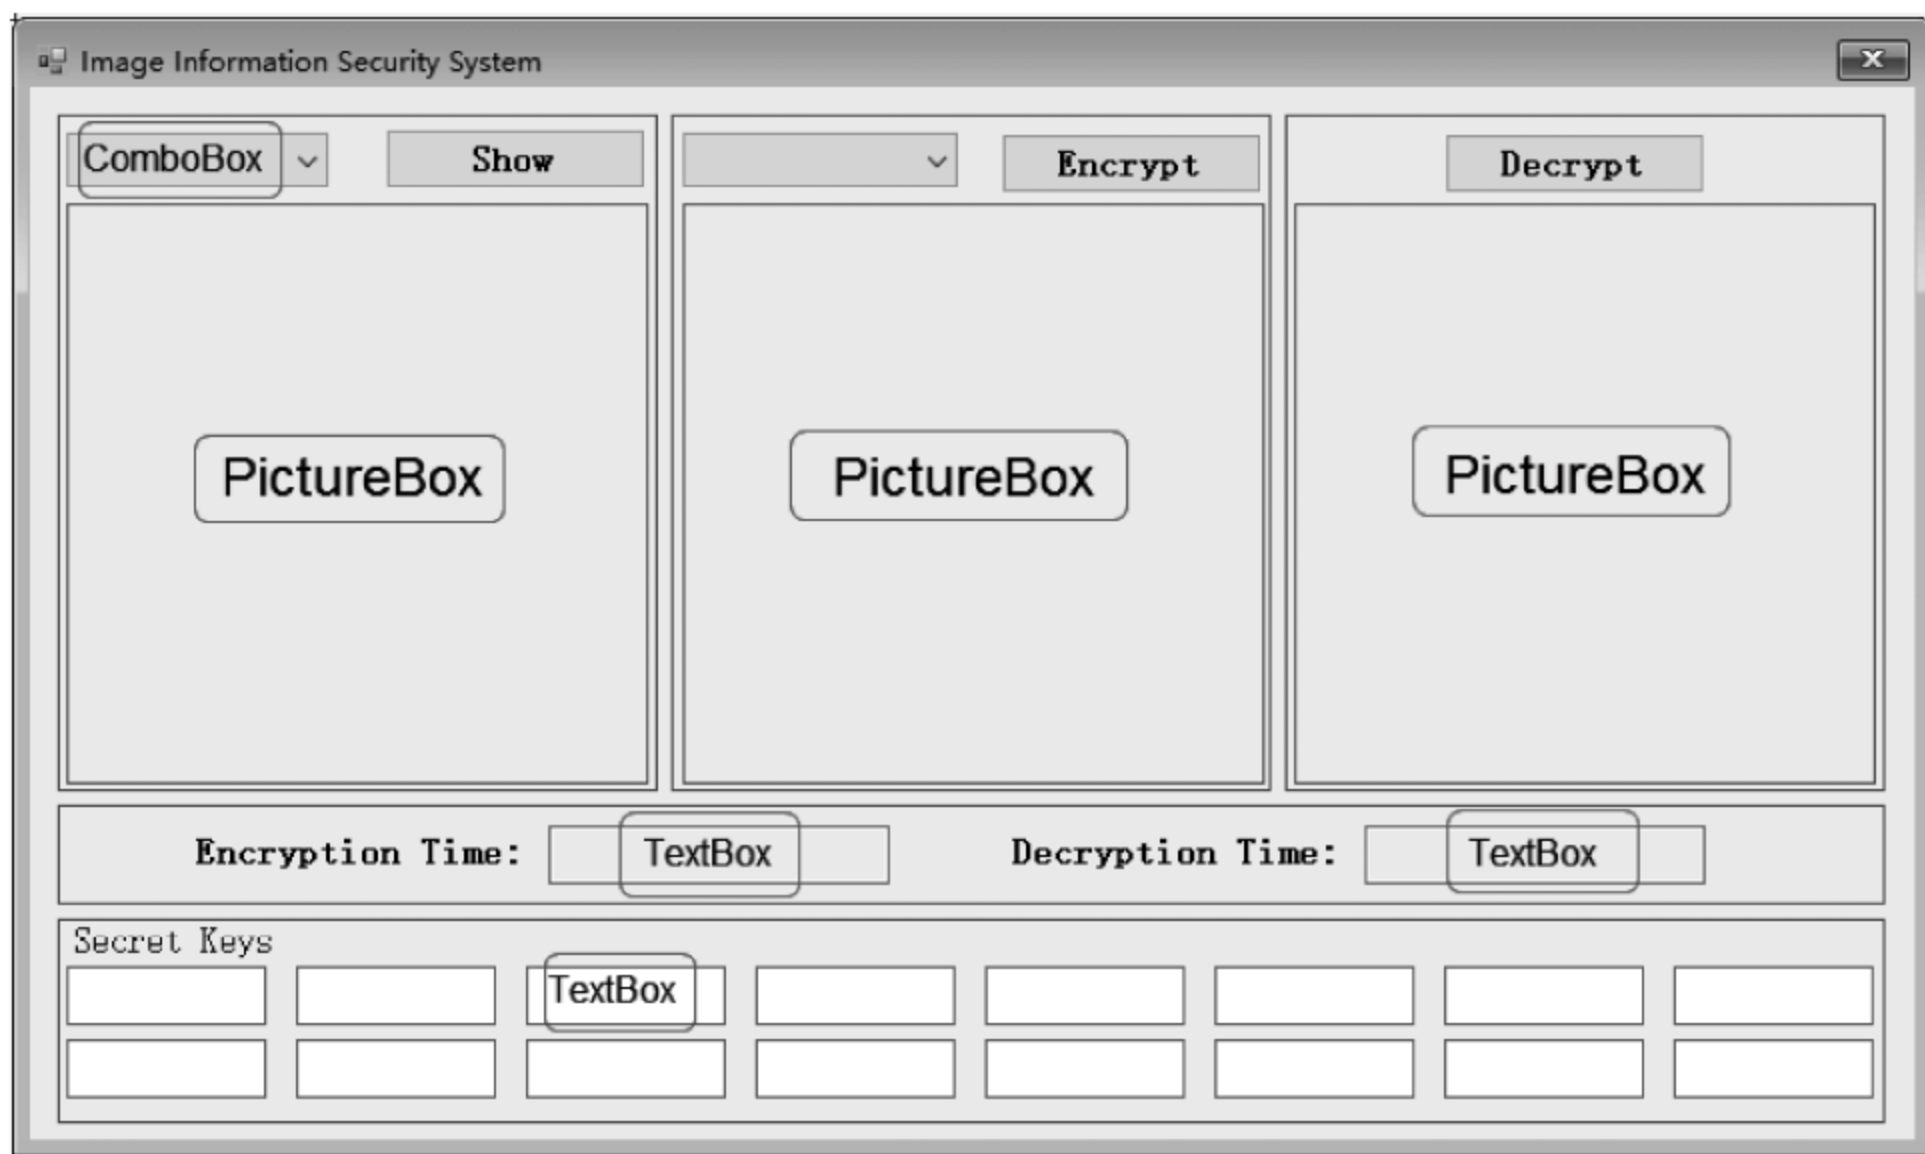 Image Information Security System
ComboBox Show Encrypt Decrypt
PictureBox PictureBox PictureBox
Encryption Time: TextBox Decryption Time: TextBox
Secret Keys
TextBox